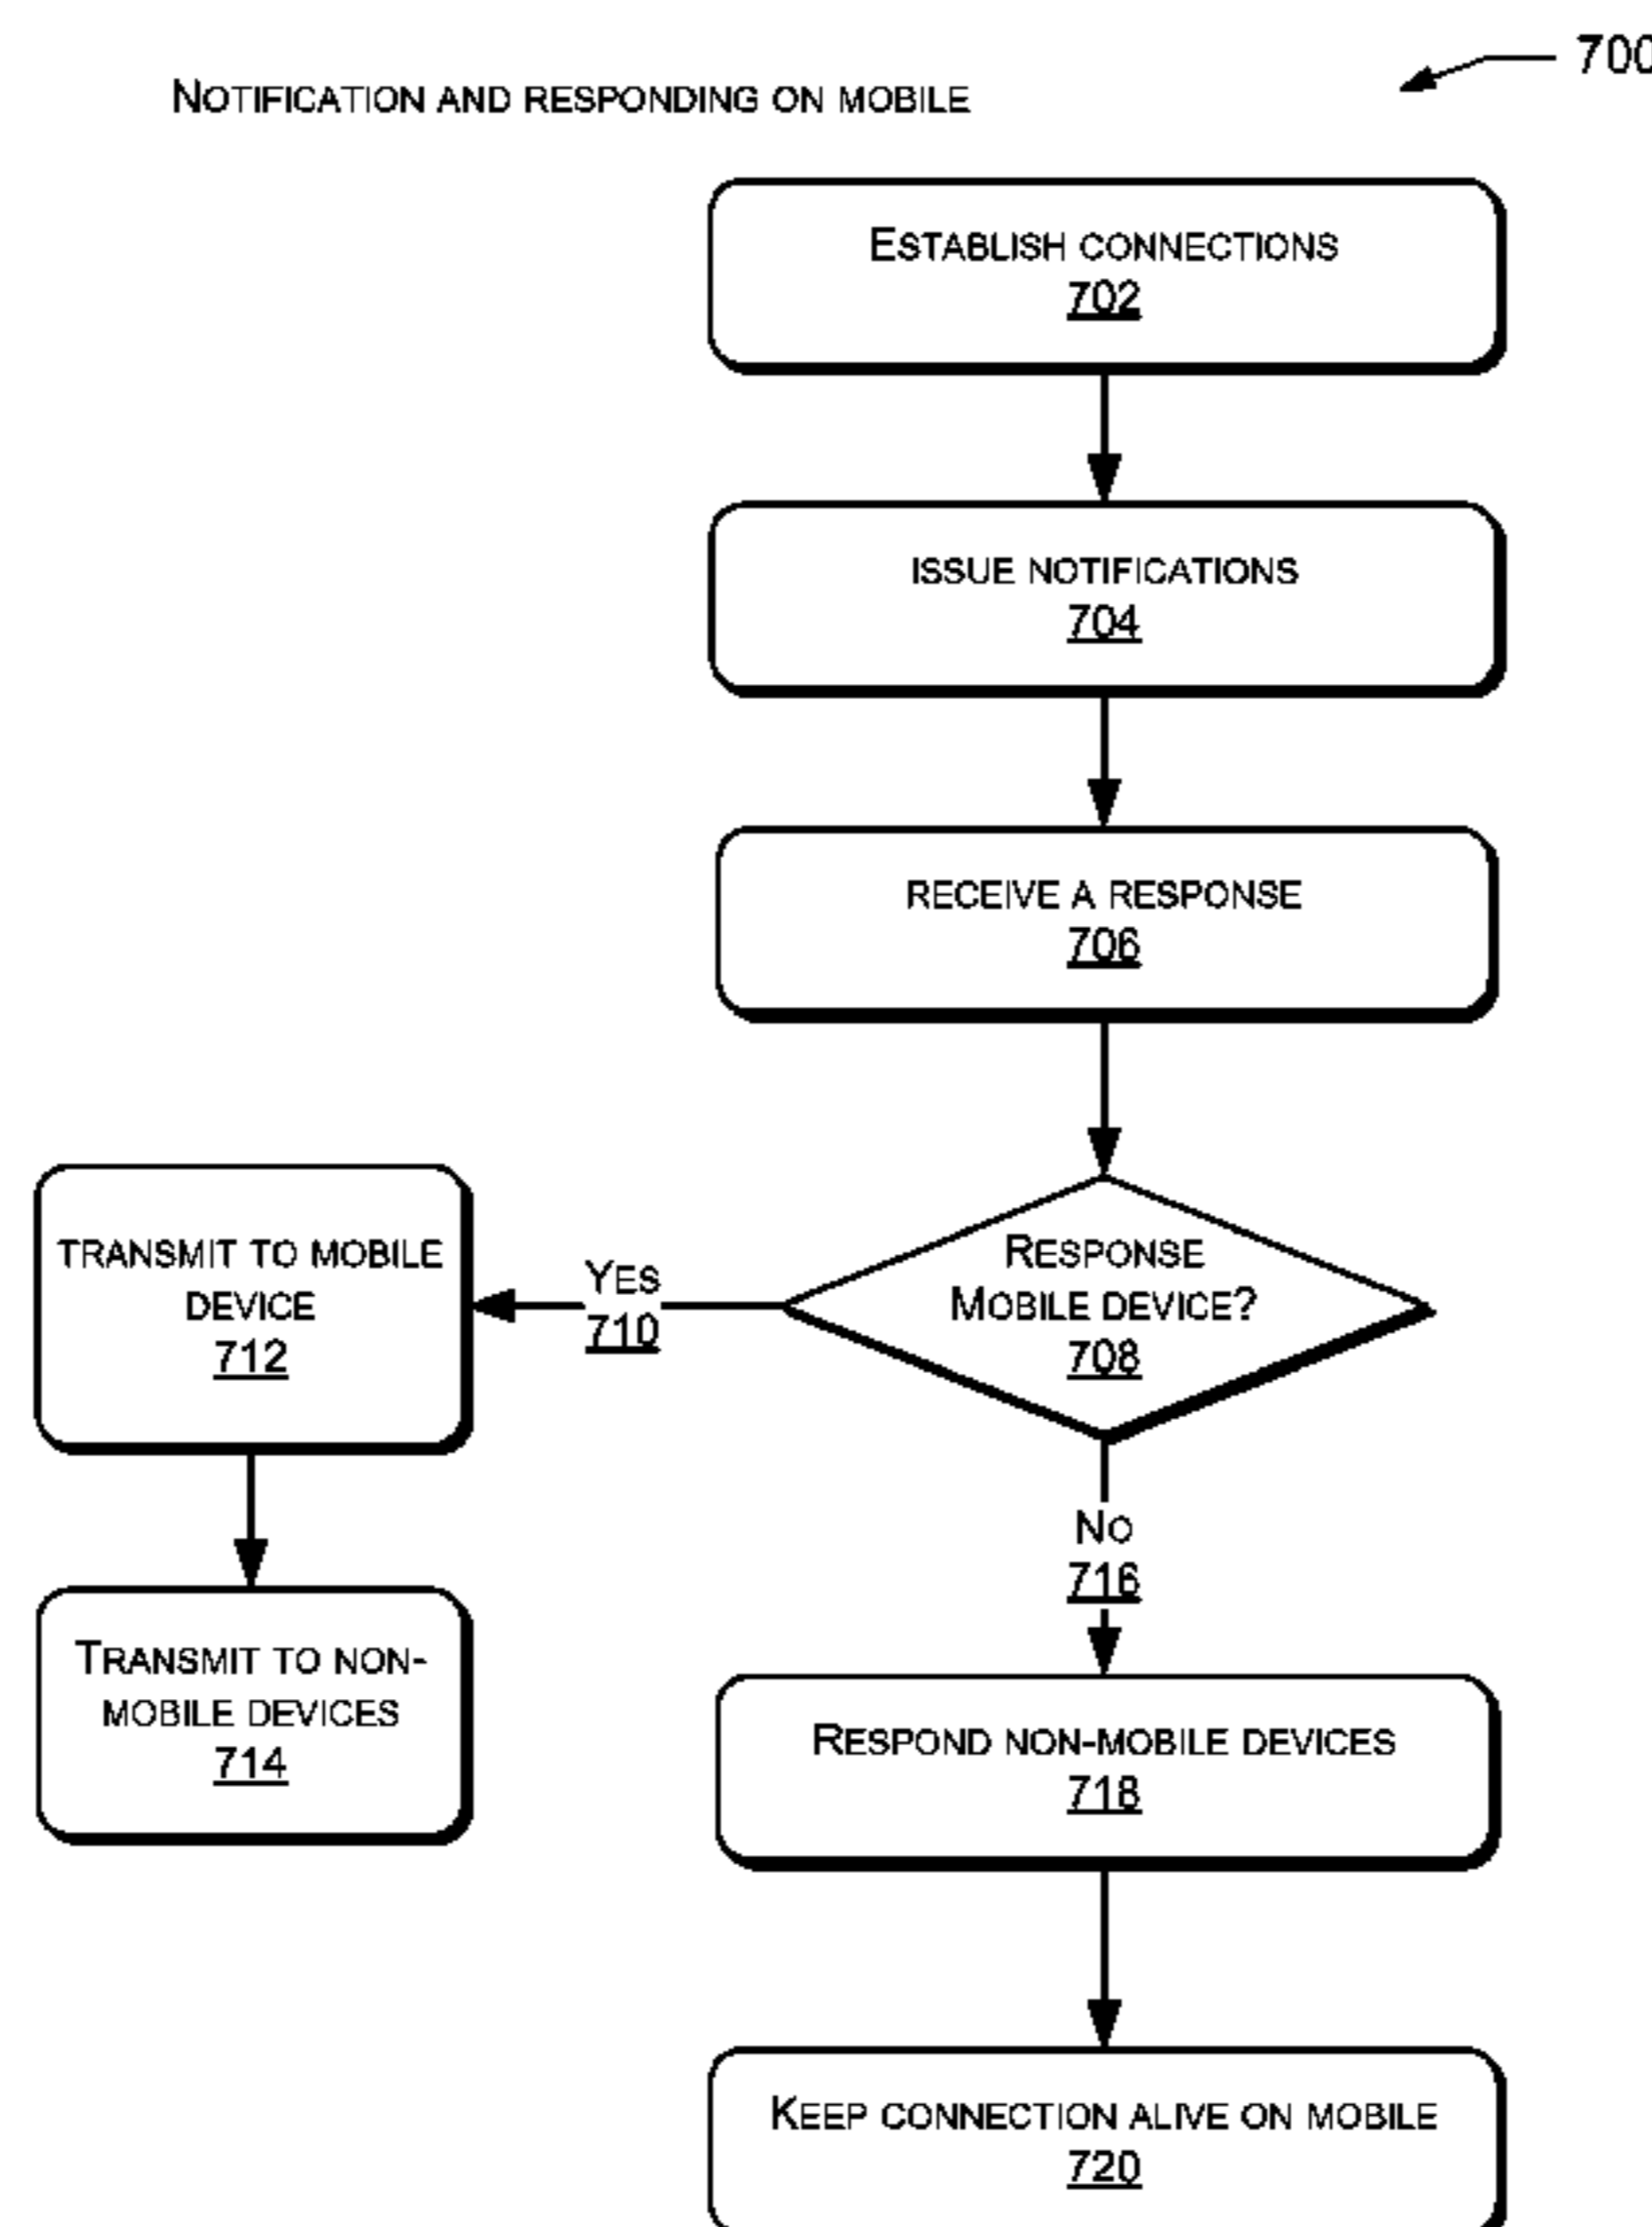 700
NOTIFICATION AND RESPONDING ON MOBILE
ESTABLISH CONNECTIONS
702
ISSUE NOTIFICATIONS
704
RECEIVE A RESPONSE
706
RESPONSE
MOBILE DEVICE?
708
YES
710
TRANSMIT TO MOBILE
DEVICE
712
TRANSMIT TO NON-
MOBILE DEVICES
714
NO
716
RESPOND NON-MOBILE DEVICES
718
KEEP CONNECTION ALIVE ON MOBILE
720